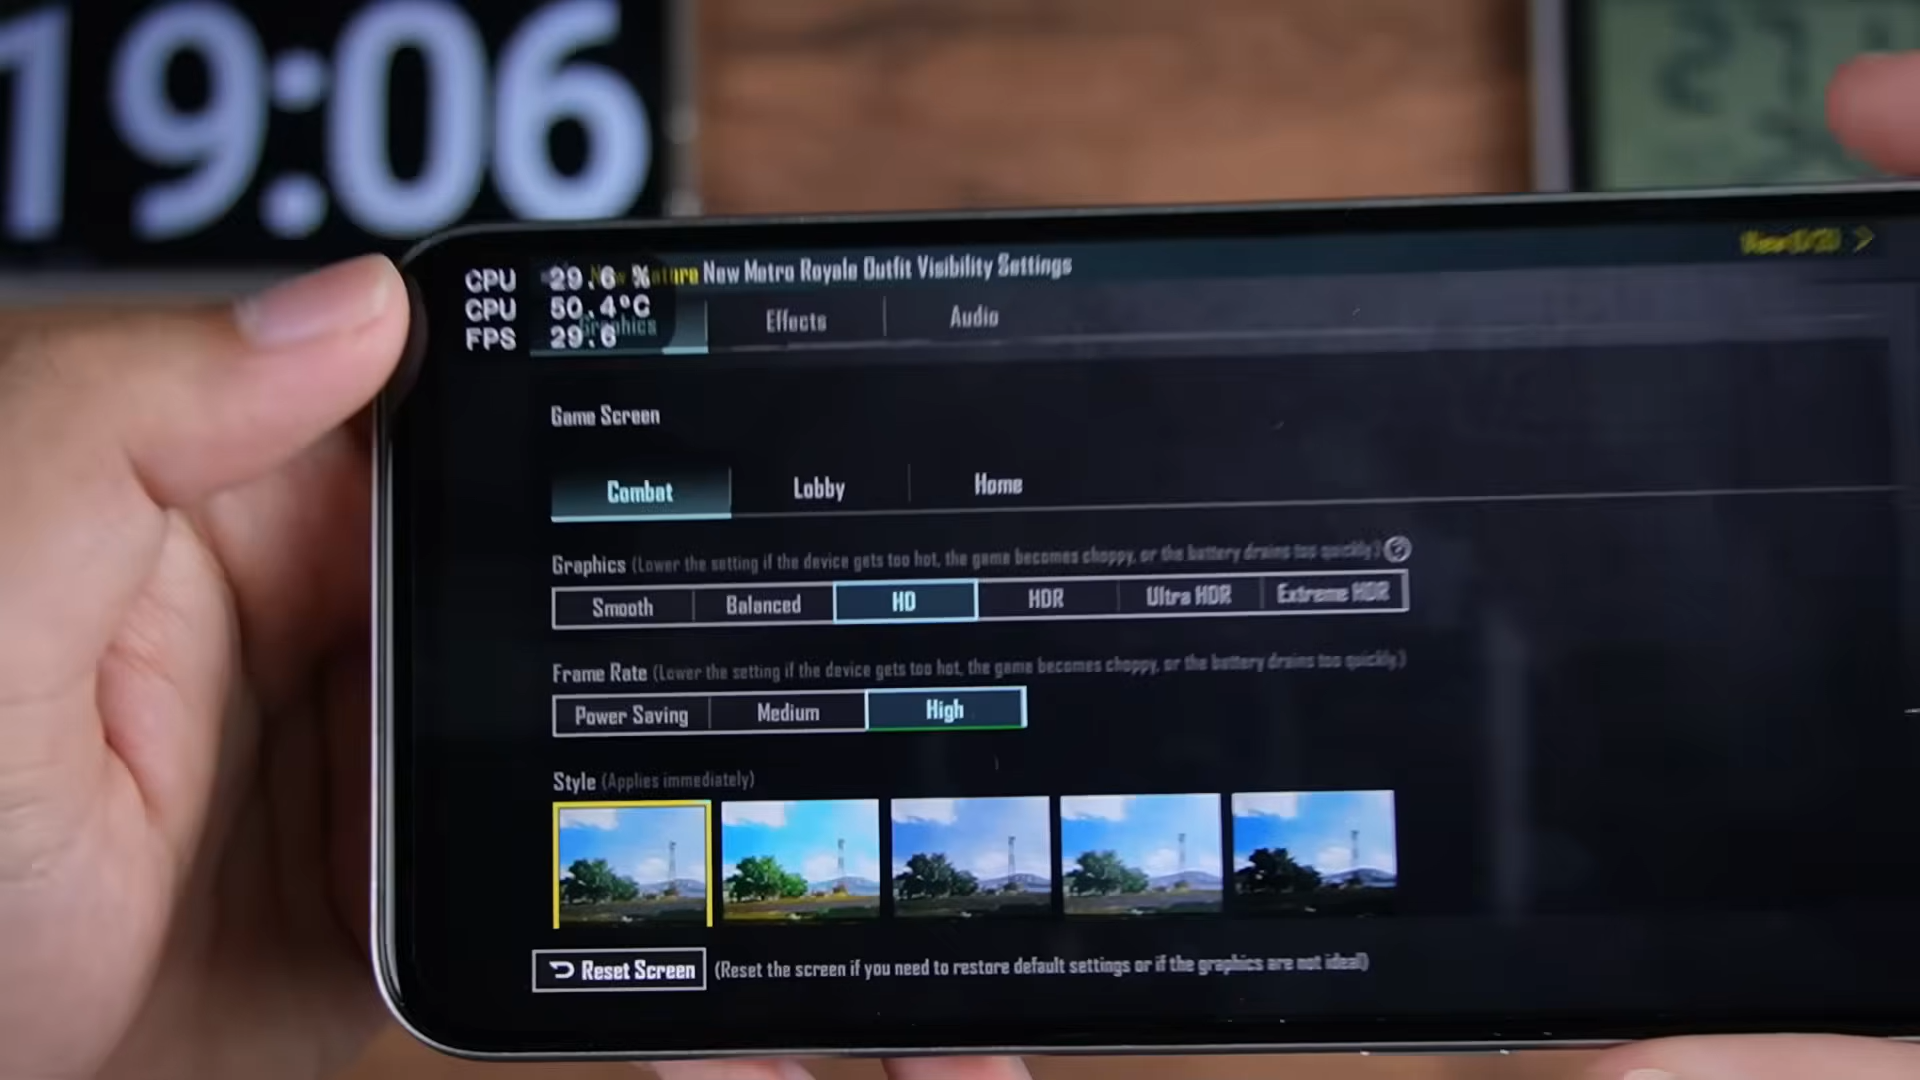 19:06
CPU 29.6 %
New Metro Royale Outfit Visibility Settings
CPU 50.4°C
FPS 29.6
Graphics
Effects
Audio
Game Screen
Combat
Lobby
Home
Graphics (Lower the setting if the device gets too hot, the game becomes choppy, or the battery drains too quickly.)
Smooth
Balanced
HD
HDR
Ultra HDR
Extreme HDR
Frame Rate (Lower the setting if the device gets too hot, the game becomes choppy, or the battery drains too quickly.)
Power Saving
Medium
High
Style (Applies immediately)
Reset Screen
(Reset the screen if you need to restore default settings or if the graphics are not ideal)